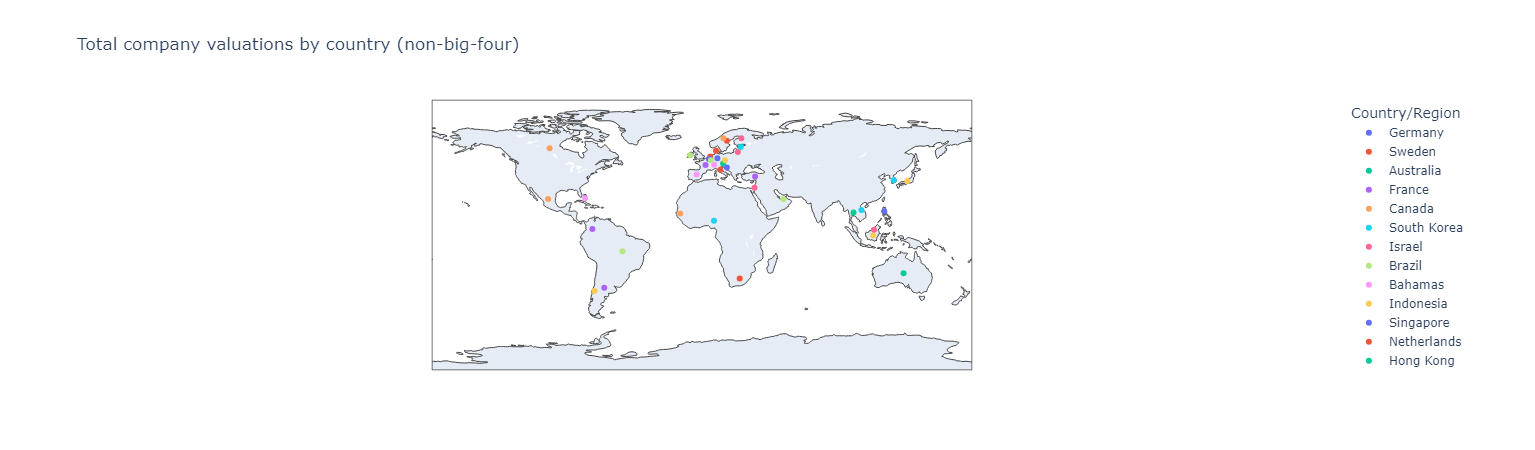 Total company valuations by country (non-big-four)
Country/Region
Germany
Sweden
Australia
France
Canada
South Korea
Israel
Brazil
Bahamas
Indonesia
Singapore
Netherlands
Hong Kong